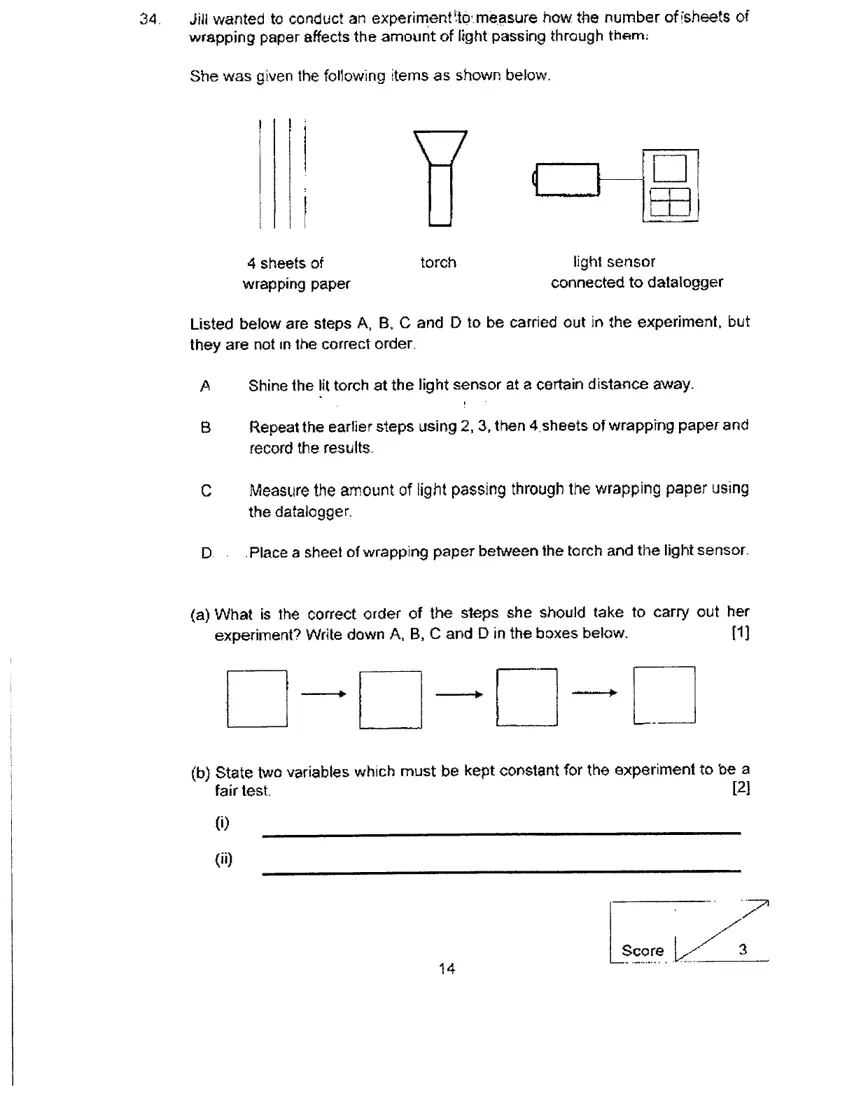 34. Jill wanted to conduct an experiment to measure how the number of sheets of
wrapping paper affects the amount of light passing through them.
She was given the following items as shown below.
4 sheets of
wrapping paper
torch
light sensor
connected to datalogger
Listed below are steps A, B, C and D to be carried out in the experiment, but
they are not in the correct order.
A Shine the lit torch at the light sensor at a certain distance away.
B Repeat the earlier steps using 2, 3, then 4 sheets of wrapping paper and
record the results.
C Measure the amount of light passing through the wrapping paper using
the datalogger.
D Place a sheet of wrapping paper between the torch and the light sensor.
(a) What is the correct order of the steps she should take to carry out her
experiment? Write down A, B, C and D in the boxes below. [1]
(b) State two variables which must be kept constant for the experiment to be a
fair test. [2]
(i)
(ii)
Score 3
14